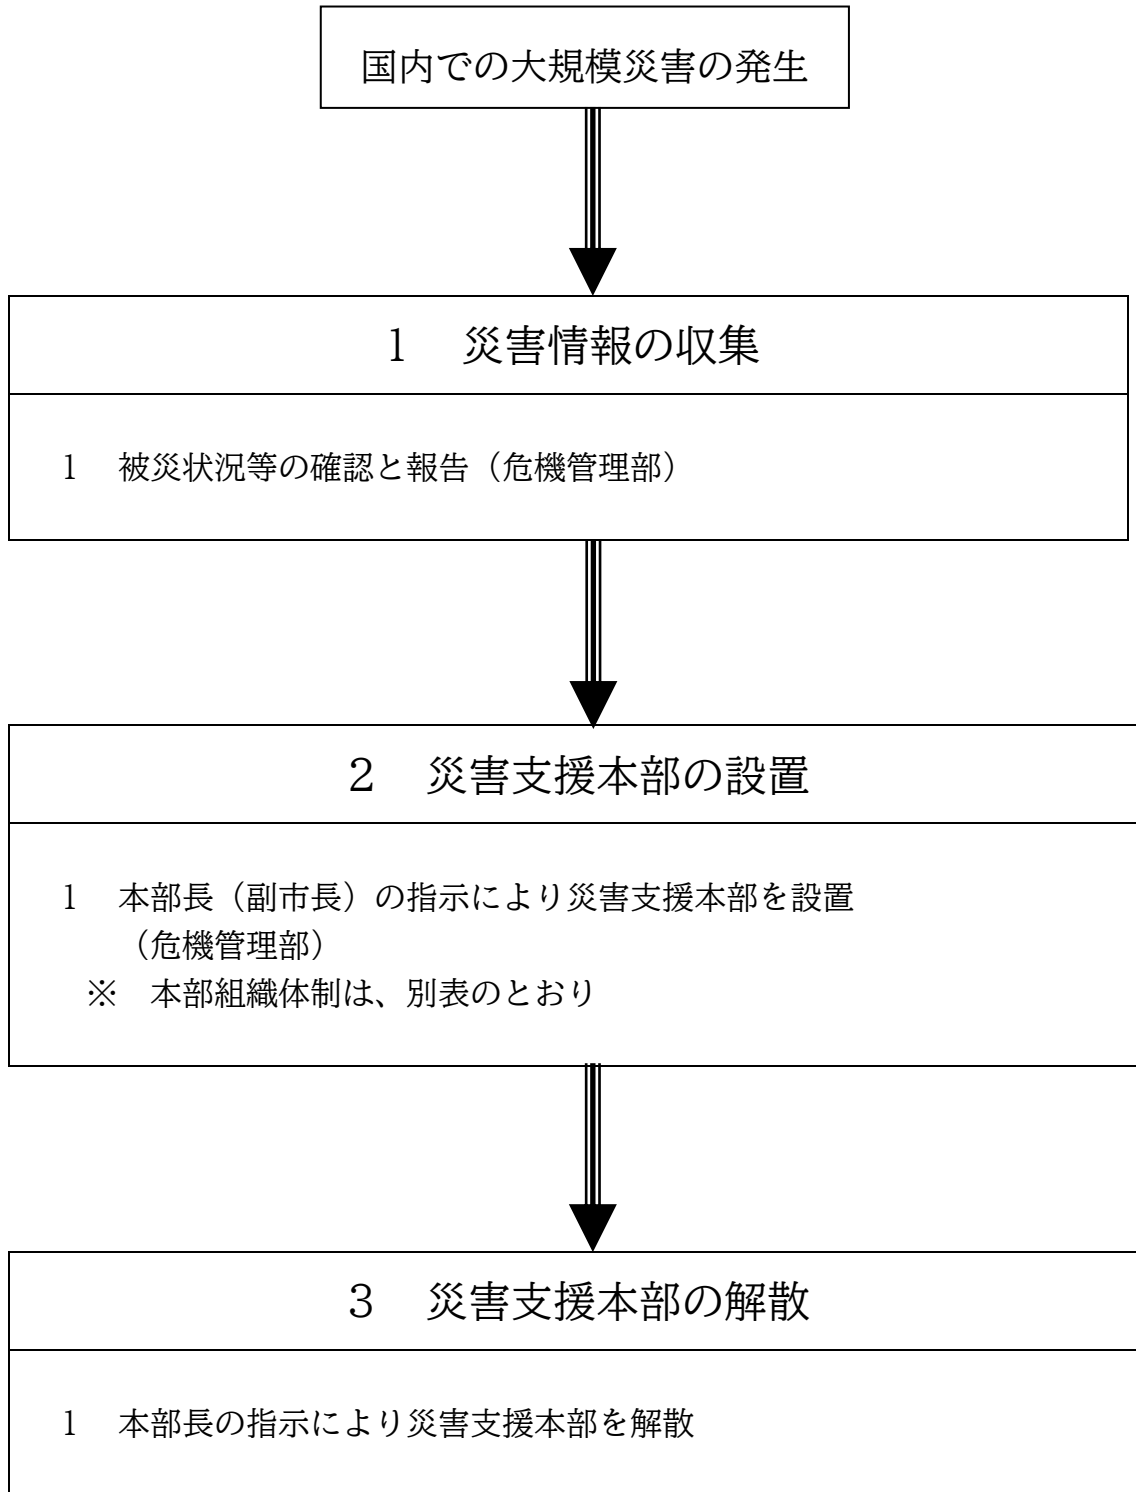 国内での大規模災害の発生
１　災害情報の収集
１　被災状況等の確認と報告（危機管理部）
２　災害支援本部の設置
１　本部長（副市長）の指示により災害支援本部を設置
（危機管理部）
※　本部組織体制は、別表のとおり
３　災害支援本部の解散
１　本部長の指示により災害支援本部を解散